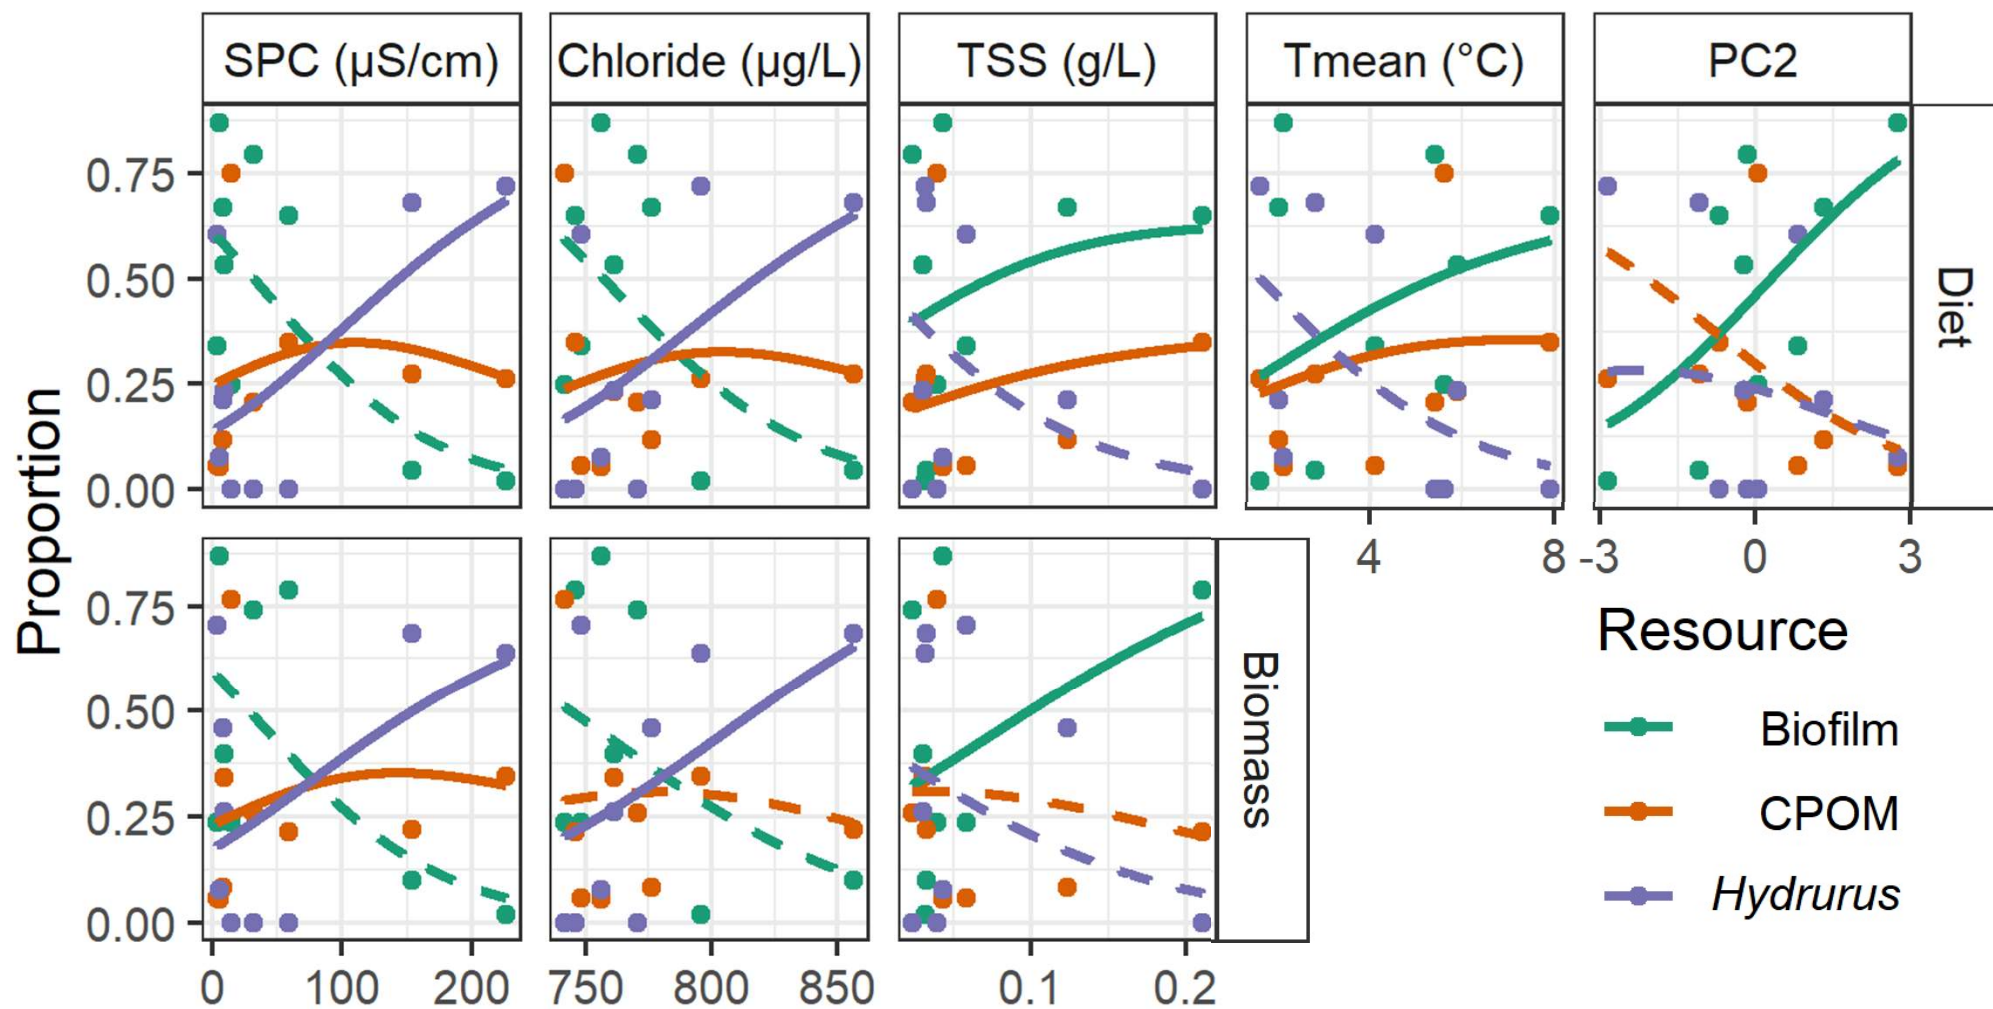 SPC (µS/cm)
Chloride (µg/L)
TSS (g/L)
Tmean (°C)
PC2
Proportion
0.75
0.50
0.25
0.00
Diet
4
8
-3
0
3
0.75
0.50
0.25
0.00
Biomass
0
100
200
750
800
850
0.1
0.2
Resource
Biofilm
CPOM
Hydrurus